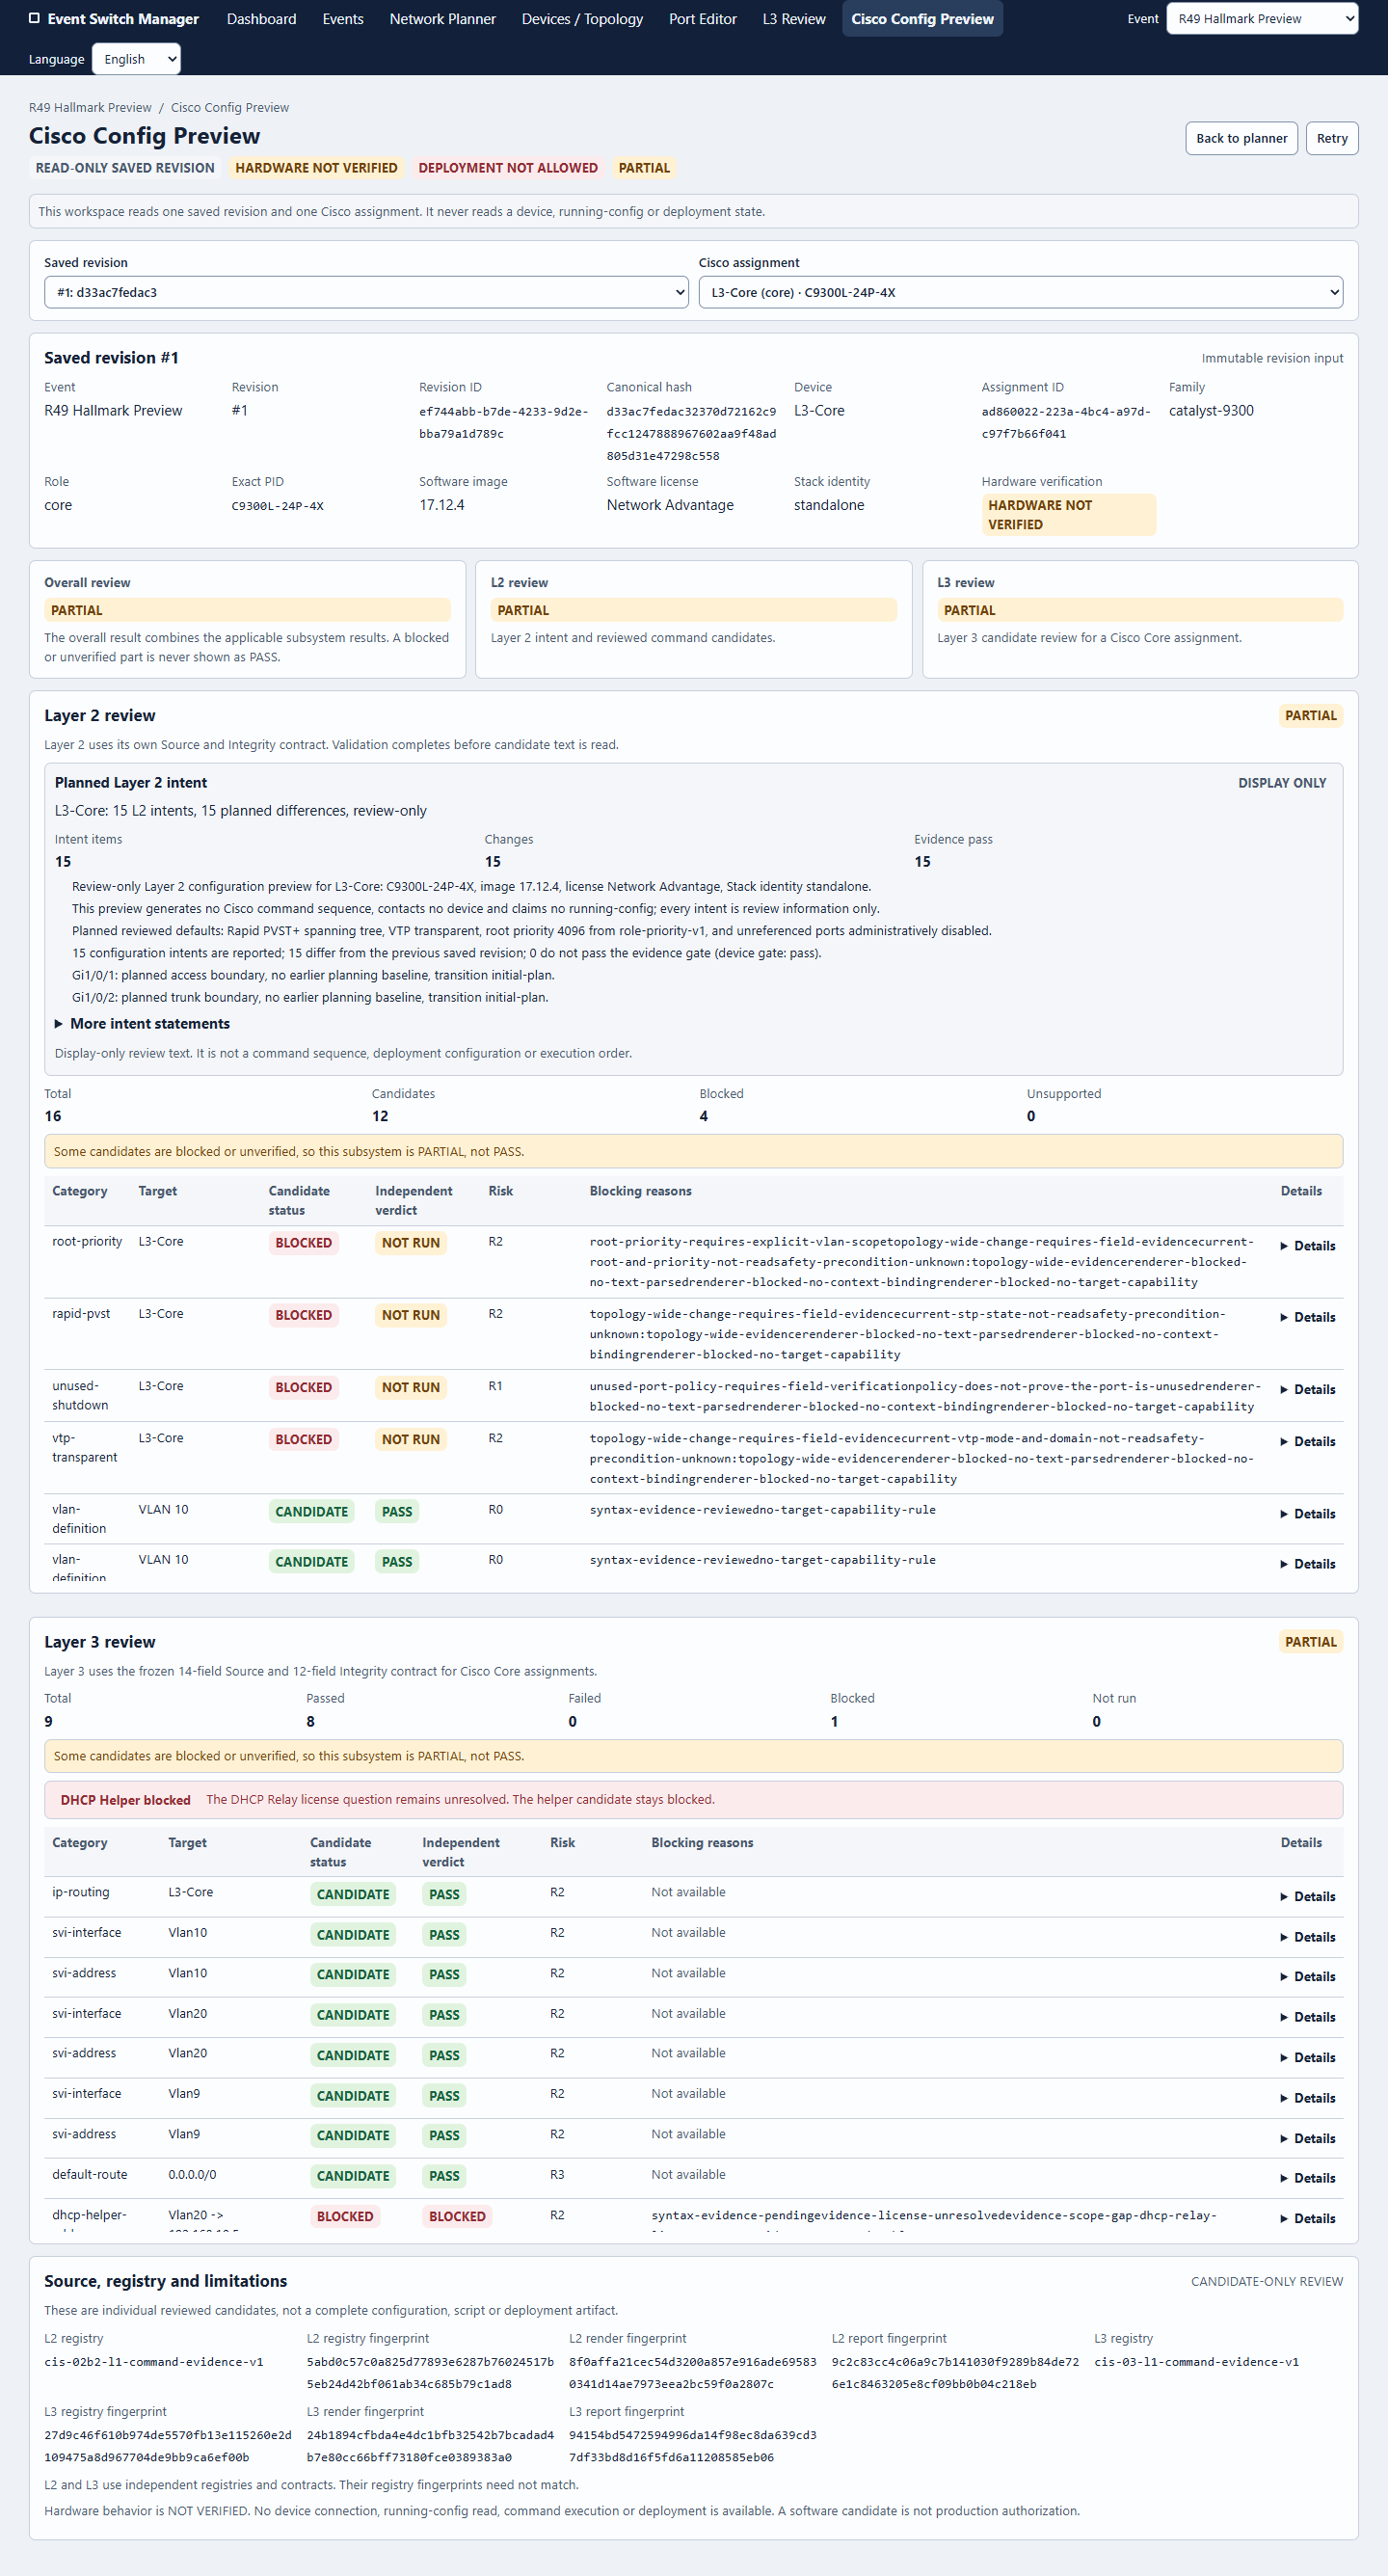 Event Switch Manager Dashboard Events Network Planner Devices / Topology Port Editor L3 Review Cisco Config Preview Event R49 Hallmark Preview
Language English
R49 Hallmark Preview / Cisco Config Preview
Cisco Config Preview
Back to planner Retry
READ-ONLY SAVED REVISION HARDWARE NOT VERIFIED DEPLOYMENT NOT ALLOWED PARTIAL
This workspace reads one saved revision and one Cisco assignment. It never reads a device, running-config or deployment state.
Saved revision Cisco assignment
#1: d33ac7fedac3 L3-Core (core) · C9300L-24P-4X
Saved revision #1 Immutable revision input
Event Revision Revision ID Canonical hash Device Assignment ID Family
R49 Hallmark Preview #1 ef744abb-b7de-4233-9d2e- d33ac7fedac32370d72162c9 L3-Core ad860022-223a-4bc4-a97d- catalyst-9300
bba79a1d789c fcc1247888967602aa9f48ad c97f7b66f041
805d31e47298c558
Role Exact PID Software image Software license Stack identity Hardware verification
core C9300L-24P-4X 17.12.4 Network Advantage standalone HARDWARE NOT
VERIFIED
Overall review L2 review L3 review
PARTIAL PARTIAL PARTIAL
The overall result combines the applicable subsystem results. A blocked Layer 2 intent and reviewed command candidates. Layer 3 candidate review for a Cisco Core assignment.
or unverified part is never shown as PASS.
Layer 2 review PARTIAL
Layer 2 uses its own Source and Integrity contract. Validation completes before candidate text is read.
Planned Layer 2 intent DISPLAY ONLY
L3-Core: 15 L2 intents, 15 planned differences, review-only
Intent items Changes Evidence pass
15 15 15
Review-only Layer 2 configuration preview for L3-Core: C9300L-24P-4X, image 17.12.4, license Network Advantage, Stack identity standalone.
This preview generates no Cisco command sequence, contacts no device and claims no running-config; every intent is review information only.
Planned reviewed defaults: Rapid PVST+ spanning tree, VTP transparent, root priority 4096 from role-priority-v1, and unreferenced ports administratively disabled.
15 configuration intents are reported; 15 differ from the previous saved revision; 0 do not pass the evidence gate (device gate: pass).
Gi1/0/1: planned access boundary, no earlier planning baseline, transition initial-plan.
Gi1/0/2: planned trunk boundary, no earlier planning baseline, transition initial-plan.
More intent statements
Display-only review text. It is not a command sequence, deployment configuration or execution order.
Total Candidates Blocked Unsupported
16 12 4 0
Some candidates are blocked or unverified, so this subsystem is PARTIAL, not PASS.
Category Target Candidate Independent Risk Blocking reasons Details
status verdict
root-priority L3-Core BLOCKED NOT RUN R2 root-priority-requires-explicit-vlan-scopetopology-wide-change-requires-field-evidencecurrent- Details
root-and-priority-not-readsafety-precondition-unknown:topology-wide-evidencerenderer-blocked-
no-text-parsedrenderer-blocked-no-context-bindingrenderer-blocked-no-target-capability
rapid-pvst L3-Core BLOCKED NOT RUN R2 topology-wide-change-requires-field-evidencecurrent-stp-state-not-readsafety-precondition- Details
unknown:topology-wide-evidencerenderer-blocked-no-text-parsedrenderer-blocked-no-context-
bindingrenderer-blocked-no-target-capability
unused- L3-Core BLOCKED NOT RUN R1 unused-port-policy-requires-field-verificationpolicy-does-not-prove-the-port-is-unusedrenderer- Details
shutdown blocked-no-text-parsedrenderer-blocked-no-context-bindingrenderer-blocked-no-target-capability
vtp- L3-Core BLOCKED NOT RUN R2 topology-wide-change-requires-field-evidencecurrent-vtp-mode-and-domain-not-readsafety- Details
transparent precondition-unknown:topology-wide-evidencerenderer-blocked-no-text-parsedrenderer-blocked-no-
context-bindingrenderer-blocked-no-target-capability
vlan- VLAN 10 CANDIDATE PASS R0 syntax-evidence-reviewedno-target-capability-rule Details
definition
vlan- VLAN 10 CANDIDATE PASS R0 syntax-evidence-reviewedno-target-capability-rule Details
definition
Layer 3 review PARTIAL
Layer 3 uses the frozen 14-field Source and 12-field Integrity contract for Cisco Core assignments.
Total Passed Failed Blocked Not run
9 8 0 1 0
Some candidates are blocked or unverified, so this subsystem is PARTIAL, not PASS.
DHCP Helper blocked The DHCP Relay license question remains unresolved. The helper candidate stays blocked.
Category Target Candidate Independent Risk Blocking reasons Details
status verdict
ip-routing L3-Core CANDIDATE PASS R2 Not available Details
svi-interface Vlan10 CANDIDATE PASS R2 Not available Details
svi-address Vlan10 CANDIDATE PASS R2 Not available Details
svi-interface Vlan20 CANDIDATE PASS R2 Not available Details
svi-address Vlan20 CANDIDATE PASS R2 Not available Details
svi-interface Vlan9 CANDIDATE PASS R2 Not available Details
svi-address Vlan9 CANDIDATE PASS R2 Not available Details
default-route 0.0.0.0/0 CANDIDATE PASS R3 Not available Details
dhcp-helper- Vlan20 -> BLOCKED BLOCKED R2 syntax-evidence-pendingevidence-license-unresolvedevidence-scope-gap-dhcp-relay- Details
Source, registry and limitations CANDIDATE-ONLY REVIEW
These are individual reviewed candidates, not a complete configuration, script or deployment artifact.
L2 registry L2 registry fingerprint L2 render fingerprint L2 report fingerprint L3 registry
cis-02b2-l1-command-evidence-v1 5abd0c57c0a825d77893e6287b76024517b 8f0affa21cec54d3200a857e916ade69583 9c2c83cc4c06a9c7b141030f9289b84de72 cis-03-l1-command-evidence-v1
5eb24d42bf061ab34c685b79c1ad8 0341d14ae7973eea2bc59f0a2807c 6e1c8463205e8cf09bb0b04c218eb
L3 registry fingerprint L3 render fingerprint L3 report fingerprint
27d9c46f610b974de5570fb13e115260e2d 24b1894cfbda4e4dc1bfb32542b7bcadad4 94154bd5472594996da14f98ec8da639cd3
109475a8d967704de9bb9ca6ef00b b7e80cc66bff73180fce0389383a0 7df33bd8d16f5fd6a11208585eb06
L2 and L3 use independent registries and contracts. Their registry fingerprints need not match.
Hardware behavior is NOT VERIFIED. No device connection, running-config read, command execution or deployment is available. A software candidate is not production authorization.